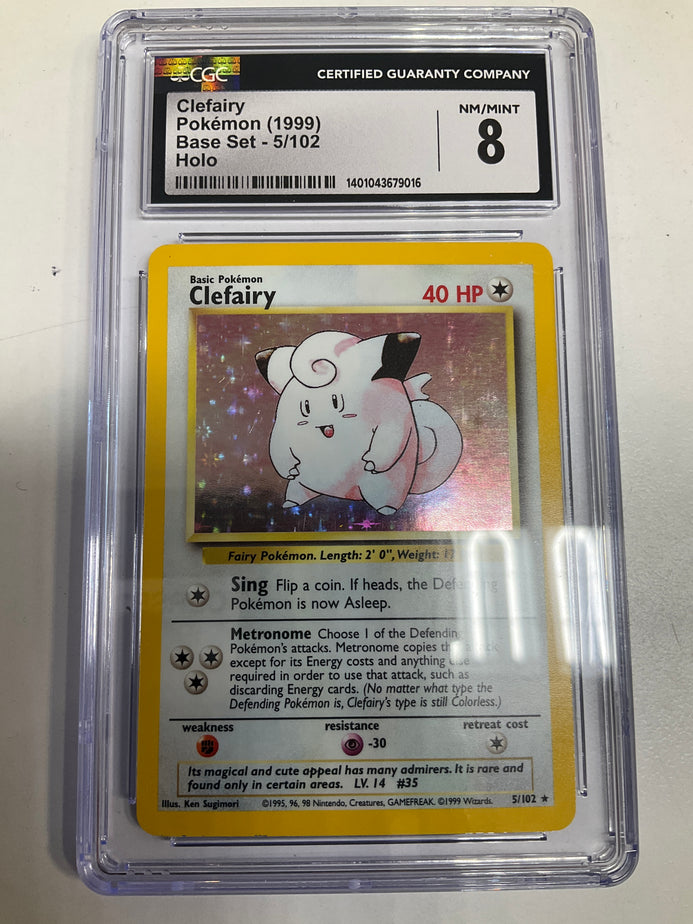 CGC
CERTIFIED GUARANTY COMPANY
Clefairy
Pokémon (1999)
Base Set - 5/102
Holo
NM/MINT
8
1401043679016
Basic Pokémon
Clefairy
40 HP
Fairy Pokémon. Length: 2' 0", Weight:
Sing Flip a coin. If heads, the Defending
Pokémon is now Asleep.
Metronome Choose 1 of the Defending
Pokémon's attacks. Metronome copies that attack
except for its Energy costs and anything else
required in order to use that attack, such as
discarding Energy cards. (No matter what type the
Defending Pokémon is, Clefairy's type is still Colorless.)
weakness
resistance
retreat cost
-30
Its magical and cute appeal has many admirers. It is rare and
found only in certain areas. LV. 14 #35
Illus. Ken Sugimori
©1995, 96, 98 Nintendo, Creatures, GAMEFREAK. ©1999 Wizards.
5/102 ★